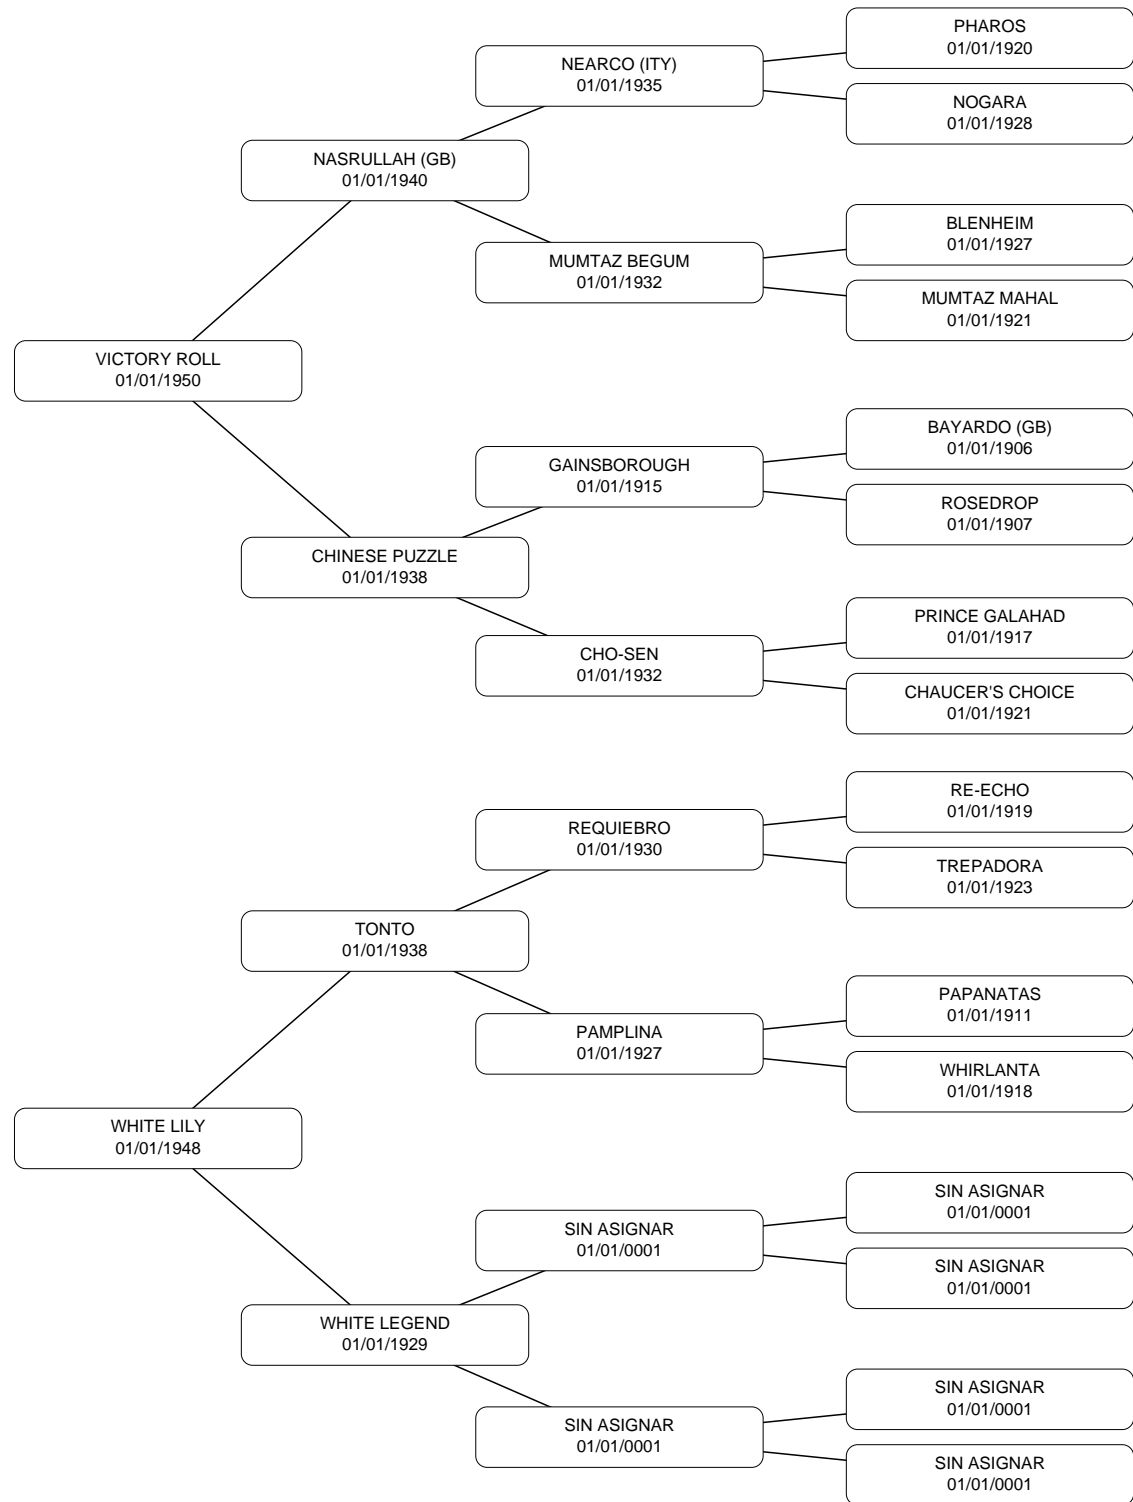 PHAROS
01/01/1920
NEARCO (ITY)
01/01/1935
NOGARA
01/01/1928
NASRULLAH (GB)
01/01/1940
BLENHEIM
01/01/1927
MUMTAZ BEGUM
01/01/1932
MUMTAZ MAHAL
01/01/1921
VICTORY ROLL
01/01/1950
BAYARDO (GB)
01/01/1906
GAINSBOROUGH
01/01/1915
ROSEDROP
01/01/1907
CHINESE PUZZLE
01/01/1938
PRINCE GALAHAD
01/01/1917
CHO-SEN
01/01/1932
CHAUCER'S CHOICE
01/01/1921
RE-ECHO
01/01/1919
REQUIEBRO
01/01/1930
TREPADORA
01/01/1923
TONTO
01/01/1938
PAPANATAS
01/01/1911
PAMPLINA
01/01/1927
WHIRLANTA
01/01/1918
WHITE LILY
01/01/1948
SIN ASIGNAR
01/01/0001
SIN ASIGNAR
01/01/0001
SIN ASIGNAR
01/01/0001
WHITE LEGEND
01/01/1929
SIN ASIGNAR
01/01/0001
SIN ASIGNAR
01/01/0001
SIN ASIGNAR
01/01/0001